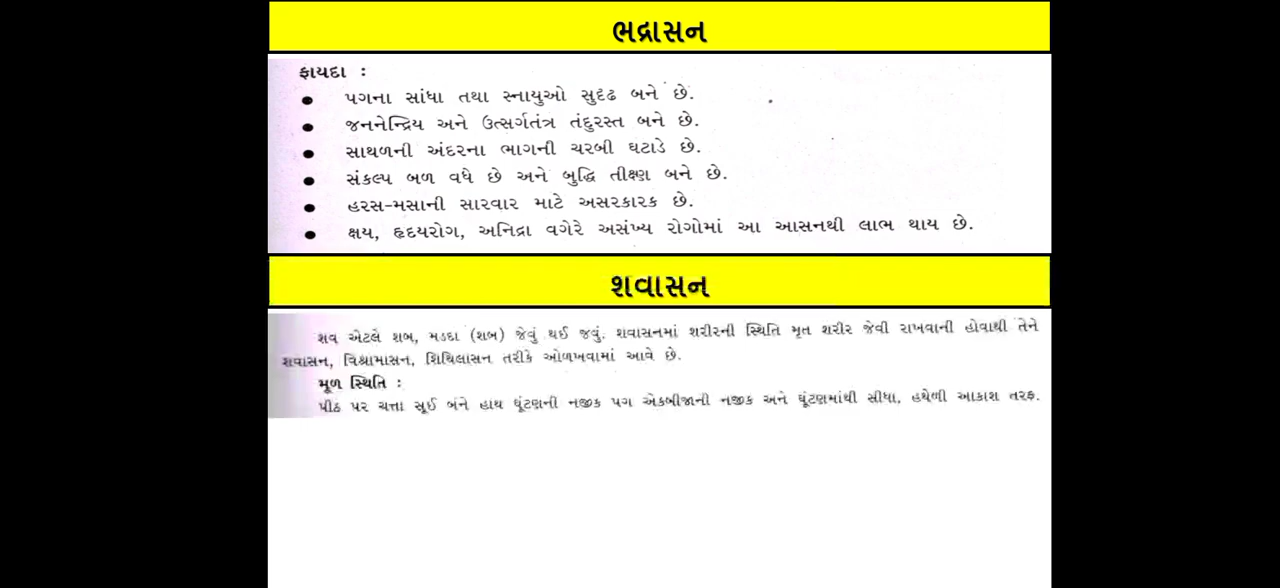 ભદ્રાસન
ફાયદા :
● પગના સાંધા તથા સ્નાયુઓ સુદૃઢ બને છે.
● જનનેન્દ્રિય અને ઉત્સર્ગતંત્ર તંદુરસ્ત બને છે.
● સાથળની અંદરના ભાગની ચરબી ઘટાડે છે.
● સંકલ્પ બળ વધે છે અને બુદ્ધિ તીક્ષ્ણ બને છે.
● હરસ-મસાની સારવાર માટે અસરકારક છે.
● ક્ષય, હૃદયરોગ, અનિદ્રા વગેરે અસંખ્ય રોગોમાં આ આસનથી લાભ થાય છે.
શવાસન
શવ એટલે શબ, મડદા (શબ) જેવું થઈ જવું. શવાસનમાં શરીરની સ્થિતિ મૃત શરીર જેવી રાખવાની હોવાથી તેને
શવાસન, વિશ્રામાસન, શિથિલાસન તરીકે ઓળખવામાં આવે છે.
મૂળ સ્થિતિ :
પીઠ પર ચત્તા સૂઈ બંને હાથ ઘૂંટણની નજીક પગ એકબીજાની નજીક અને ઘૂંટણમાંથી સીધા, હથેળી આકાશ તરફ.